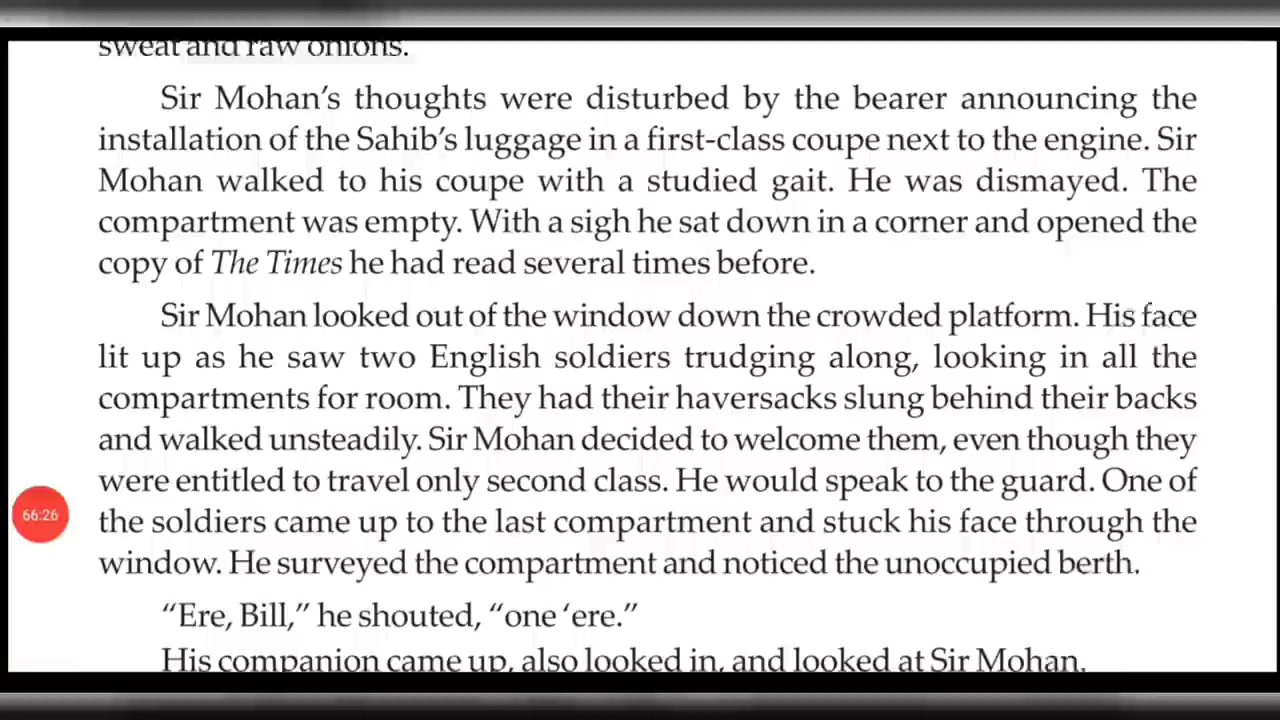 sweat and raw onions.
Sir Mohan’s thoughts were disturbed by the bearer announcing the
installation of the Sahib’s luggage in a first-class coupe next to the engine. Sir
Mohan walked to his coupe with a studied gait. He was dismayed. The
compartment was empty. With a sigh he sat down in a corner and opened the
copy of The Times he had read several times before.
Sir Mohan looked out of the window down the crowded platform. His face
lit up as he saw two English soldiers trudging along, looking in all the
compartments for room. They had their haversacks slung behind their backs
and walked unsteadily. Sir Mohan decided to welcome them, even though they
were entitled to travel only second class. He would speak to the guard. One of
66:26
the soldiers came up to the last compartment and stuck his face through the
window. He surveyed the compartment and noticed the unoccupied berth.
“Ere, Bill,” he shouted, “one ‘ere.”
His companion came up, also looked in, and looked at Sir Mohan.